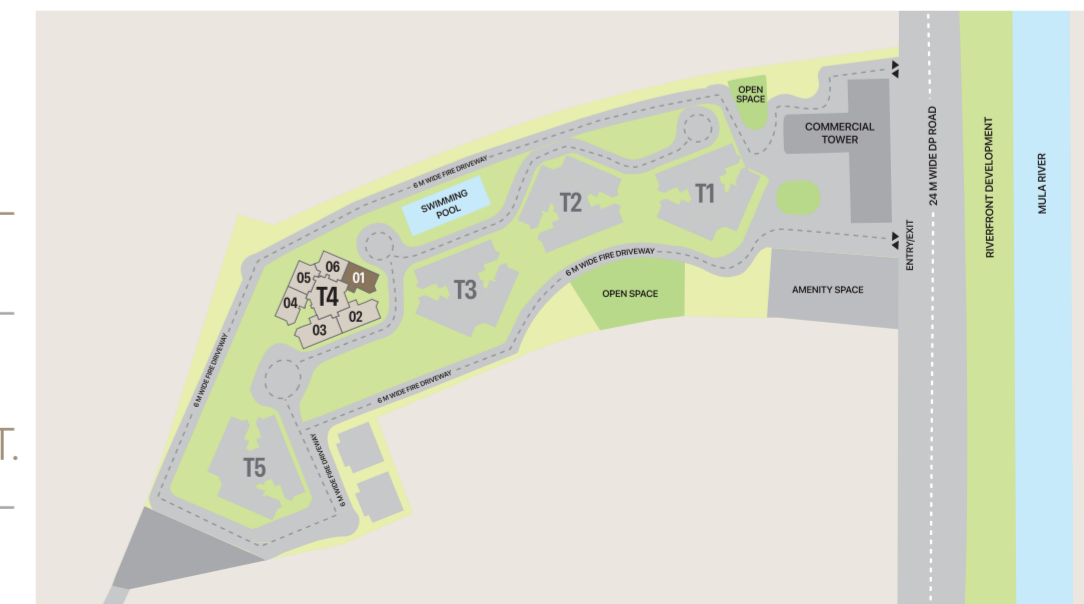 OPEN
SPACE
COMMERCIAL
TOWER
24 M WIDE DP ROAD
RIVERFRONT DEVELOPMENT
MULA RIVER
6 M WIDE FIRE DRIVEWAY
SWIMMING
POOL
T2
T1
ENTRY/EXIT
6 M WIDE FIRE DRIVEWAY
OPEN SPACE
AMENITY SPACE
T3
06
05
01
T4
04
02
03
6 M WIDE FIRE DRIVEWAY
6 M WIDE FIRE DRIVEWAY
T.
T5
6 M WIDE FIRE DRIVEWAY